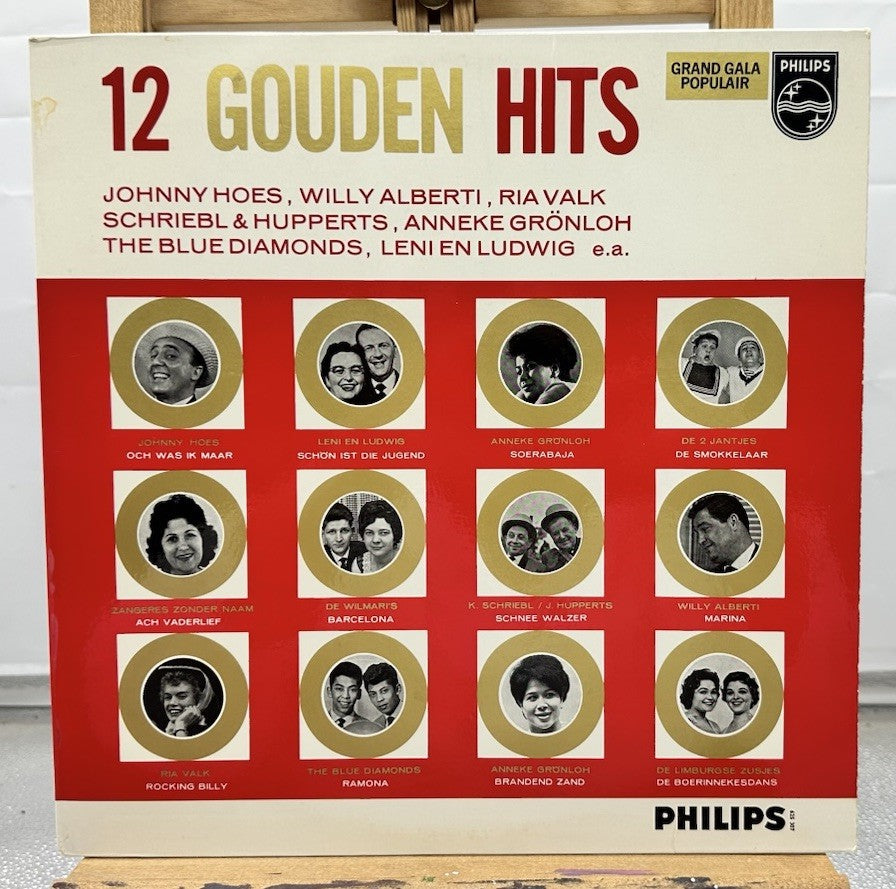 12 GOUDEN HITS
GRAND GALA
POPULAIR
PHILIPS
JOHNNY HOES, WILLY ALBERTI, RIA VALK
SCHRIEBL & HUPPERTS, ANNEKE GRÖNLOH
THE BLUE DIAMONDS, LENI EN LUDWIG e.a.
JOHNNY HOES
OCH WAS IK MAAR
LENI EN LUDWIG
SCHÖN IST DIE JUGEND
ANNEKE GRÖNLOH
SOERABAJA
DE 2 JANTJES
DE SMOKKELAAR
ZANGERES ZONDER NAAM
ACH VADERLIEF
DE WILMARI'S
BARCELONA
K. SCHRIEBL / J. HUPPERTS
SCHNEE WALZER
WILLY ALBERTI
MARINA
RIA VALK
ROCKING BILLY
THE BLUE DIAMONDS
RAMONA
ANNEKE GRÖNLOH
BRANDEND ZAND
DE LIMBURGSE ZUSJES
DE BOERINNEKESDANS
PHILIPS